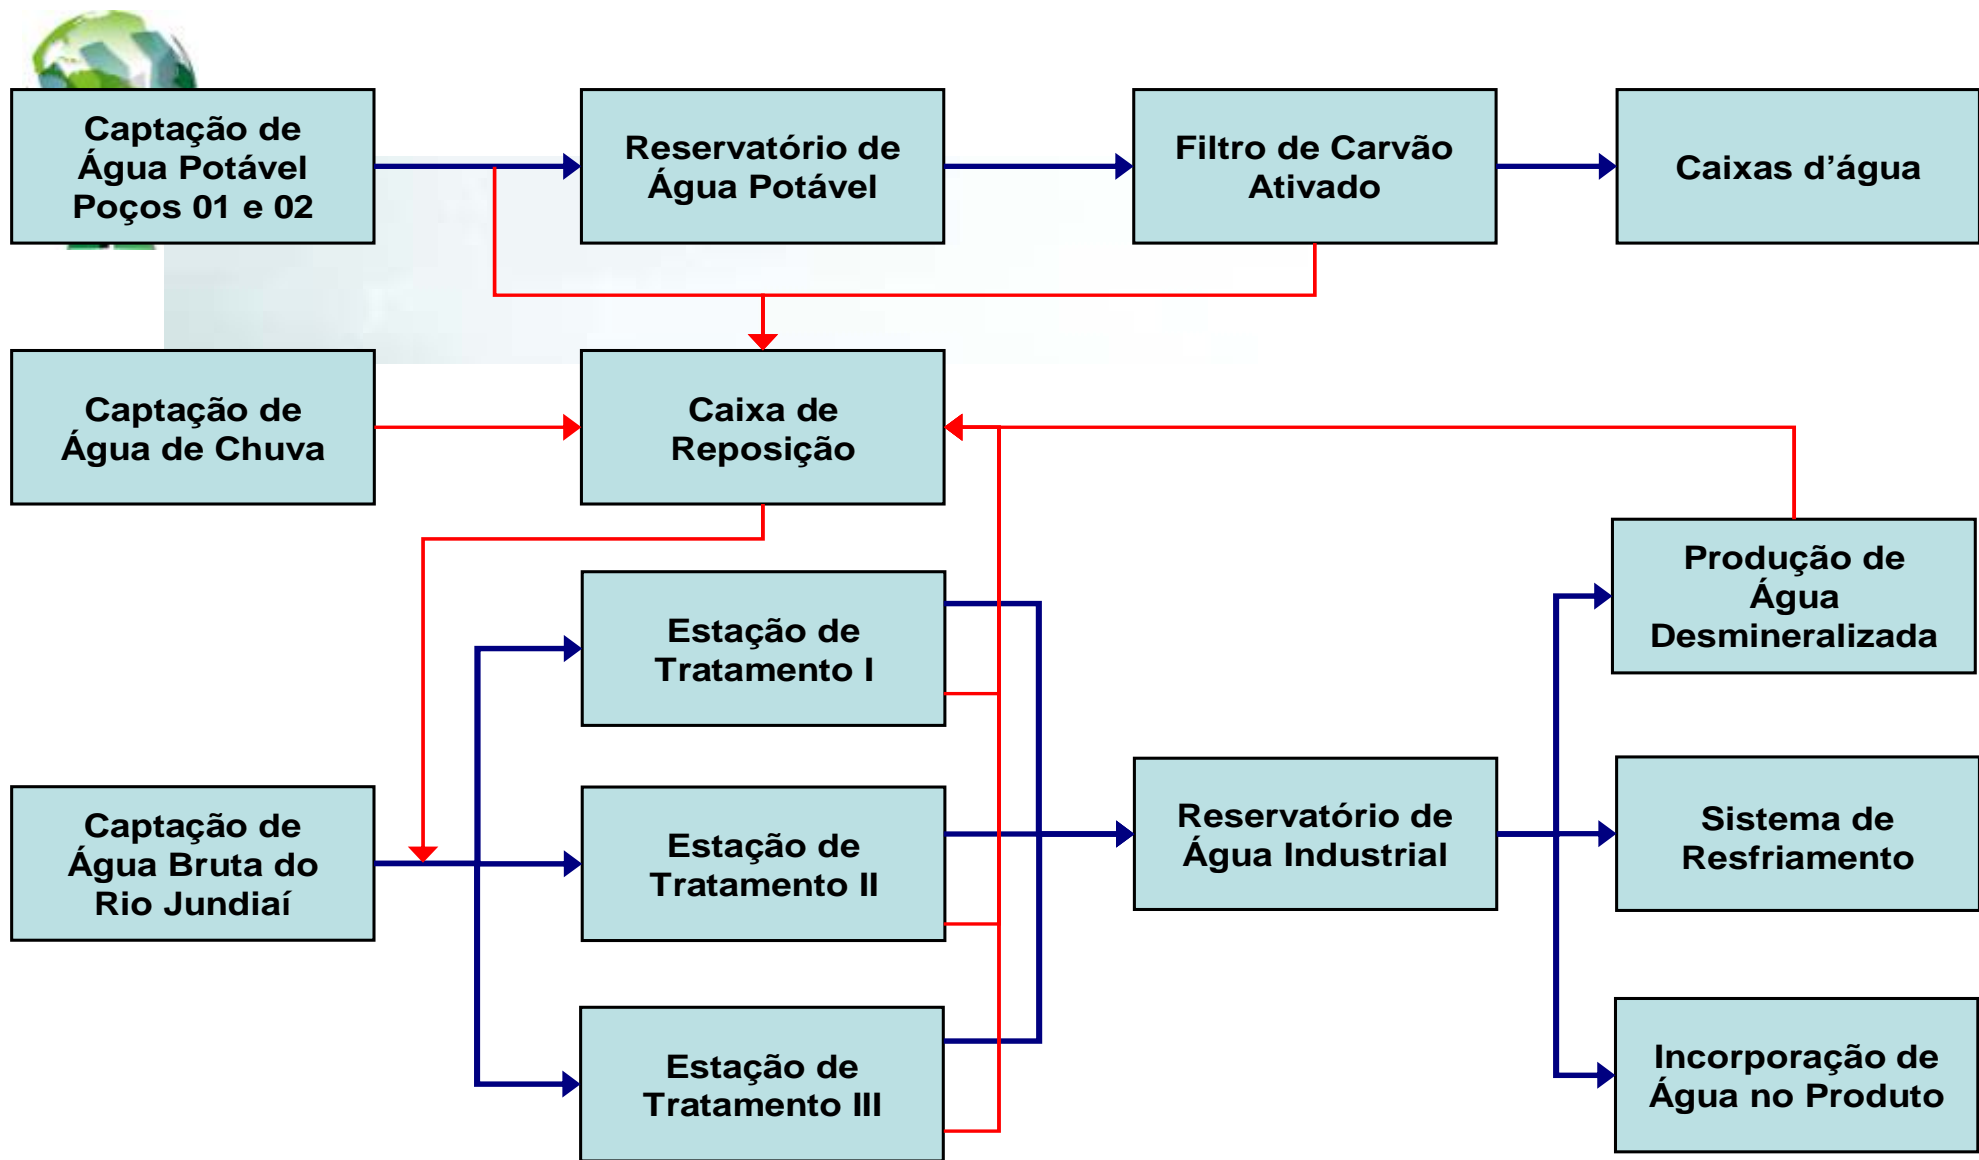 Captação de
Água Potável
Poços 01 e 02
Reservatório de
Água Potável
Filtro de Carvão
Ativado
Caixas d’água
Captação de
Água de Chuva
Caixa de
Reposição
Produção de
Água
Desmineralizada
Estação de
Tratamento I
Captação de
Água Bruta do
Rio Jundiaí
Estação de
Tratamento II
Reservatório de
Água Industrial
Sistema de
Resfriamento
Estação de
Tratamento III
Incorporação de
Água no Produto